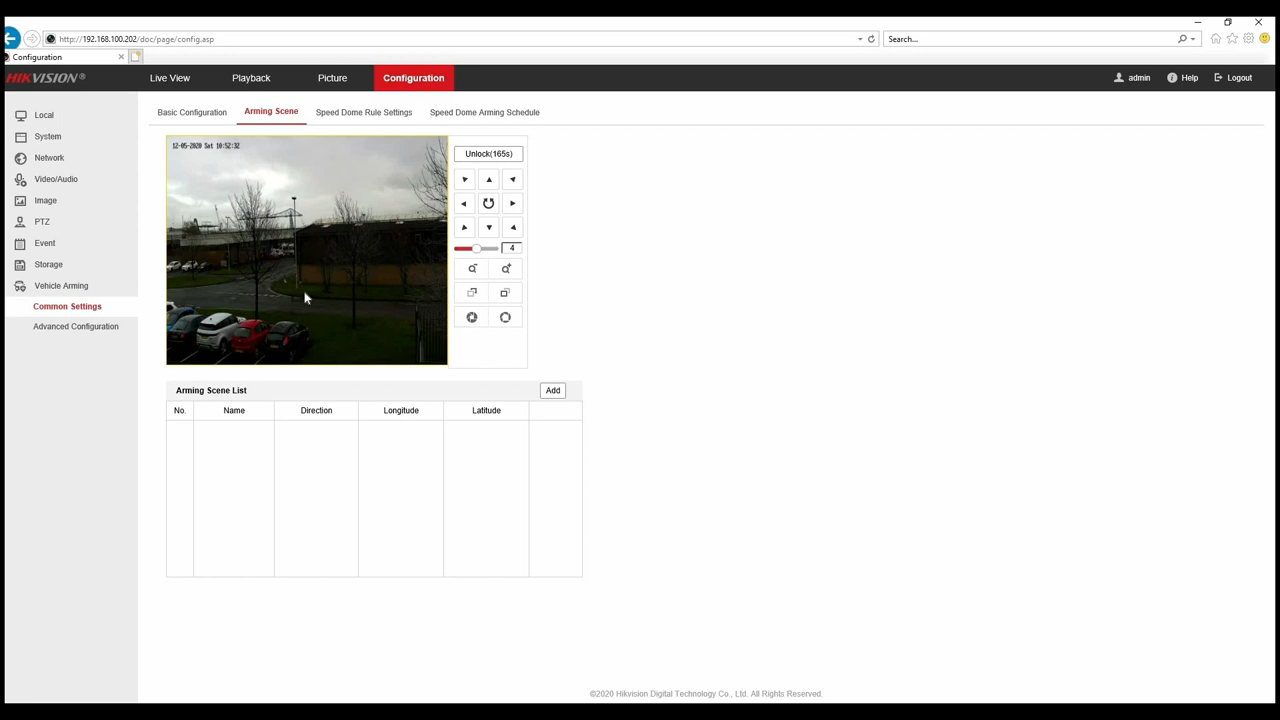 http://192.168.100.202/doc/page/config.asp
Search...
Configuration
HIKVISION®
Live View
Playback
Picture
Configuration
admin
Help
Logout
Local
System
Network
Video/Audio
Image
PTZ
Event
Storage
Vehicle Arming
Common Settings
Advanced Configuration
Basic Configuration
Arming Scene
Speed Dome Rule Settings
Speed Dome Arming Schedule
12-05-2020 Sat 10:52:32
Unlock(165s)
4
Arming Scene List
Add
No.
Name
Direction
Longitude
Latitude
©2020 Hikvision Digital Technology Co., Ltd. All Rights Reserved.